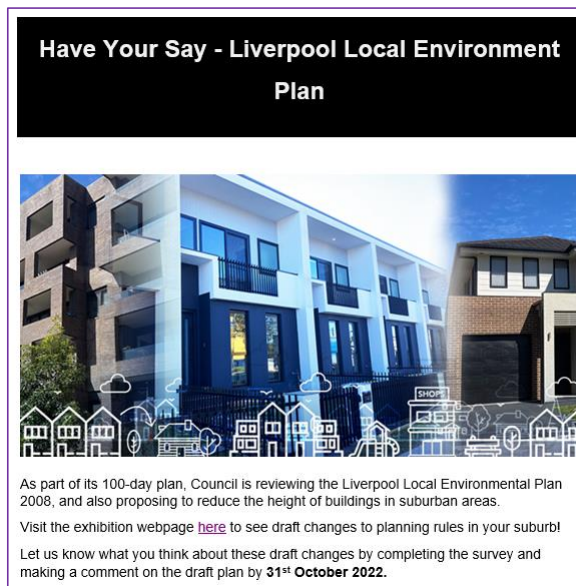 Have Your Say - Liverpool Local Environment
Plan
SHOPS
As part of its 100-day plan, Council is reviewing the Liverpool Local Environmental Plan
2008, and also proposing to reduce the height of buildings in suburban areas.
Visit the exhibition webpage here to see draft changes to planning rules in your suburb!
Let us know what you think about these draft changes by completing the survey and
making a comment on the draft plan by 31st October 2022.